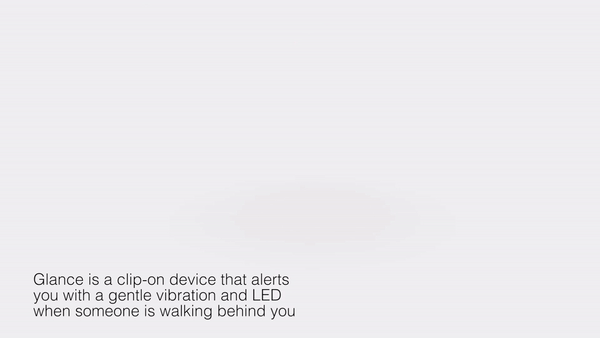 Glance is a clip-on device that alerts
you with a gentle vibration and LED
when someone is walking behind you